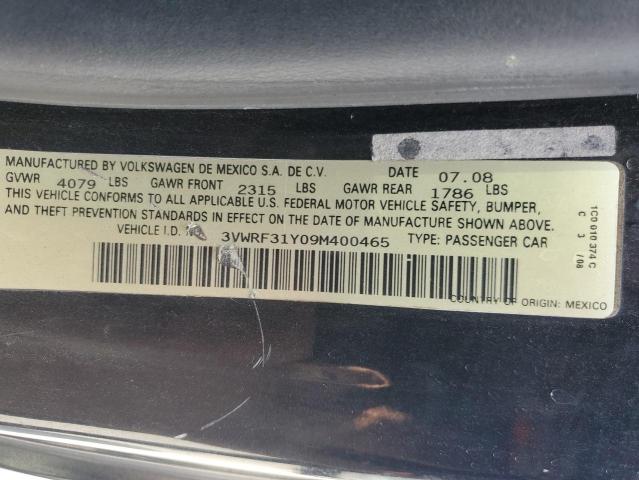 MANUFACTURED BY VOLKSWAGEN DE MEXICO S.A. DE C.V. DATE 07.08
GVWR 4079 LBS GAWR FRONT 2315 LBS GAWR REAR 1786 LBS
THIS VEHICLE CONFORMS TO ALL APPLICABLE U.S. FEDERAL MOTOR VEHICLE SAFETY, BUMPER,
AND THEFT PREVENTION STANDARDS IN EFFECT ON THE DATE OF MANUFACTURE SHOWN ABOVE.
VEHICLE I.D. 3VWRF31Y09M400465 TYPE: PASSENGER CAR
COUNTRY OF ORIGIN: MEXICO
1C0 010 374 C
C 3 /08